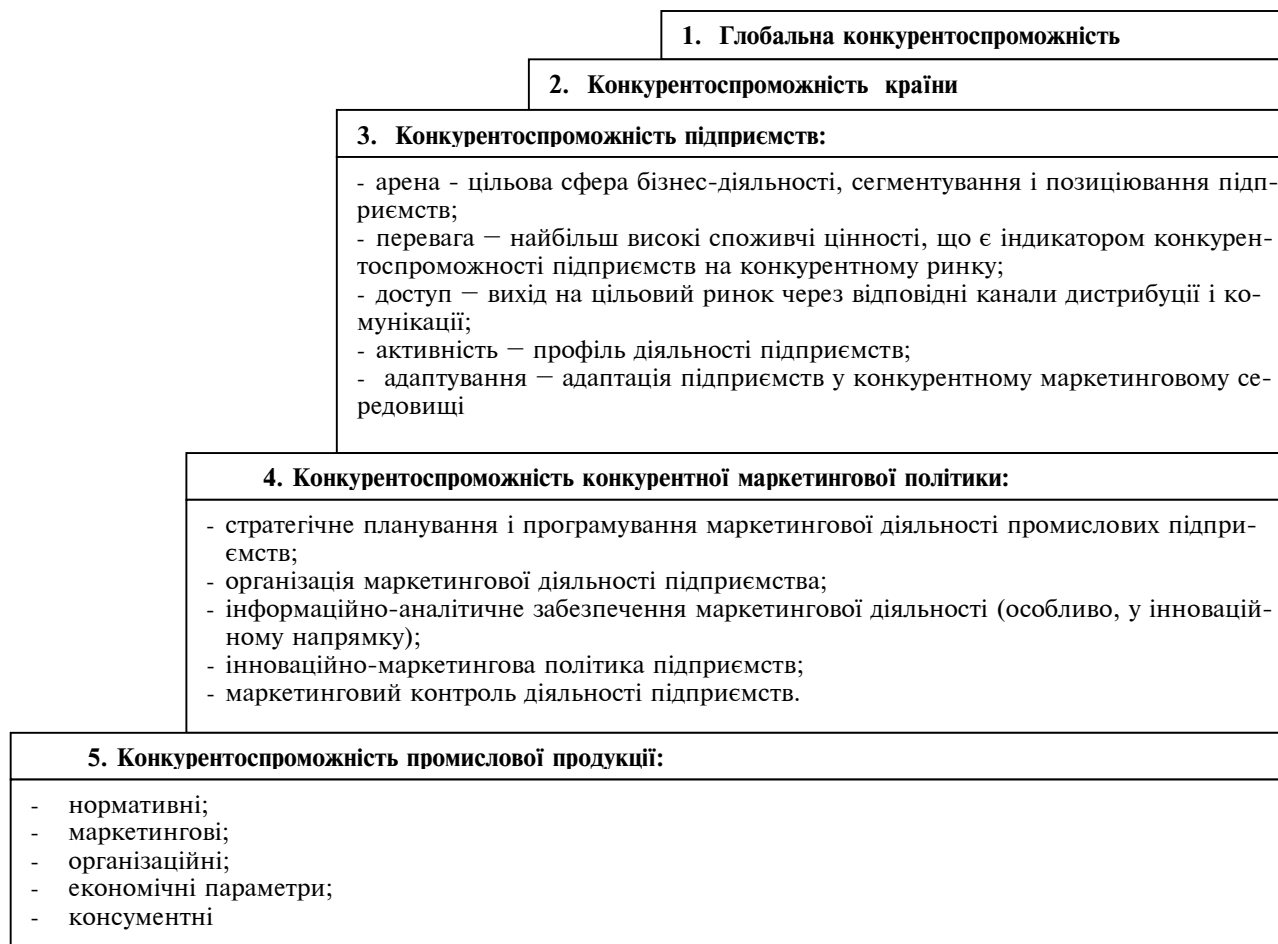 1. Глобальна конкурентоспроможність
2. Конкурентоспроможність країни
3. Конкурентоспроможність підприємств:
- арена - цільова сфера бізнес-діяльності, сегментування і позиціювання підп-
риємств;
- перевага – найбільш високі споживчі цінності, що є індикатором конкурен-
тоспроможності підприємств на конкурентному ринку;
- доступ – вихід на цільовий ринок через відповідні канали дистрибуції і ко-
мунікації;
- активність – профіль діяльності підприємств;
- адаптування – адаптація підприємств у конкурентному маркетинговому се-
редовищі
4. Конкурентоспроможність конкурентної маркетингової політики:
- стратегічне планування і програмування маркетингової діяльності промислових підпри-
ємств;
- організація маркетингової діяльності підприємства;
- інформаційно-аналітичне забезпечення маркетингової діяльності (особливо, у інновацій-
ному напрямку);
- інноваційно-маркетингова політика підприємств;
- маркетинговий контроль діяльності підприємств.
5. Конкурентоспроможність промислової продукції:
- нормативні;
- маркетингові;
- організаційні;
- економічні параметри;
- консументні